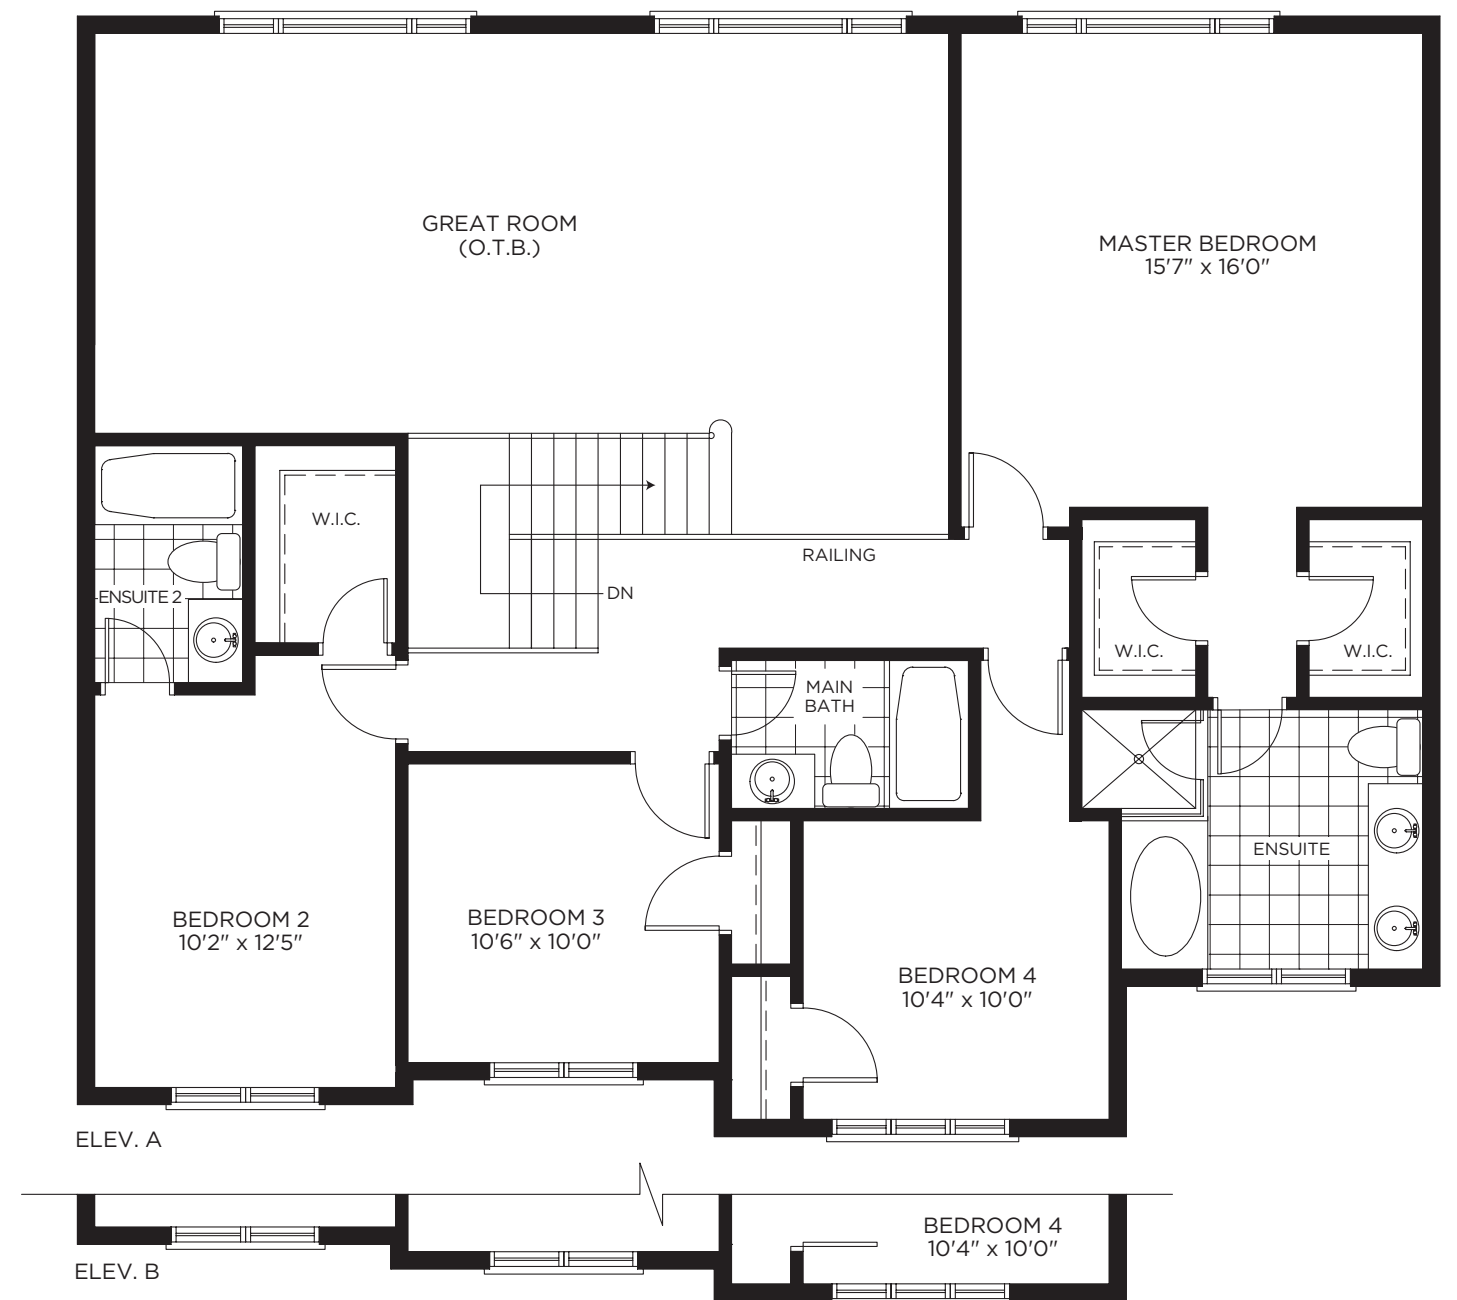 GREAT ROOM
(O.T.B.)
MASTER BEDROOM
15'7" x 16'0"
W.I.C.
RAILING
ENSUITE 2
DN
W.I.C.
W.I.C.
MAIN
BATH
ENSUITE
BEDROOM 2
10'2" x 12'5"
BEDROOM 3
10'6" x 10'0"
BEDROOM 4
10'4" x 10'0"
ELEV. A
BEDROOM 4
10'4" x 10'0"
ELEV. B